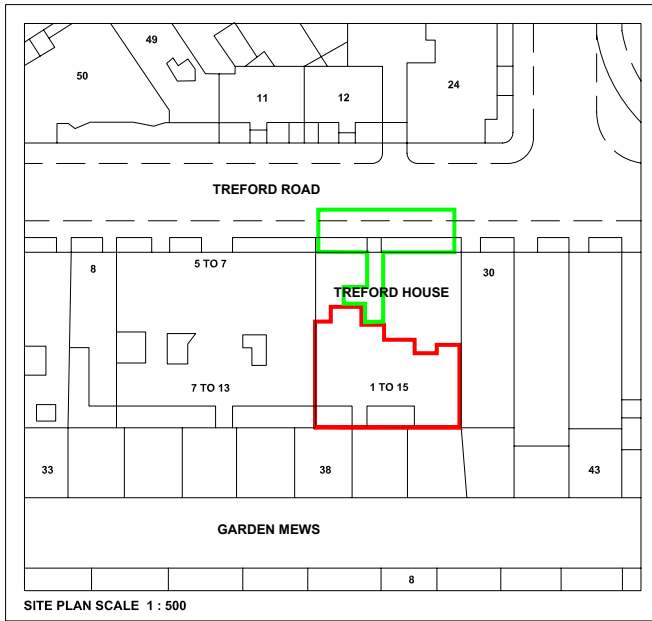 49
50
11
12
24
TREFORD ROAD
8
5 TO 7
30
TREFORD HOUSE
7 TO 13
1 TO 15
33
38
43
GARDEN MEWS
8
SITE PLAN SCALE 1 : 500